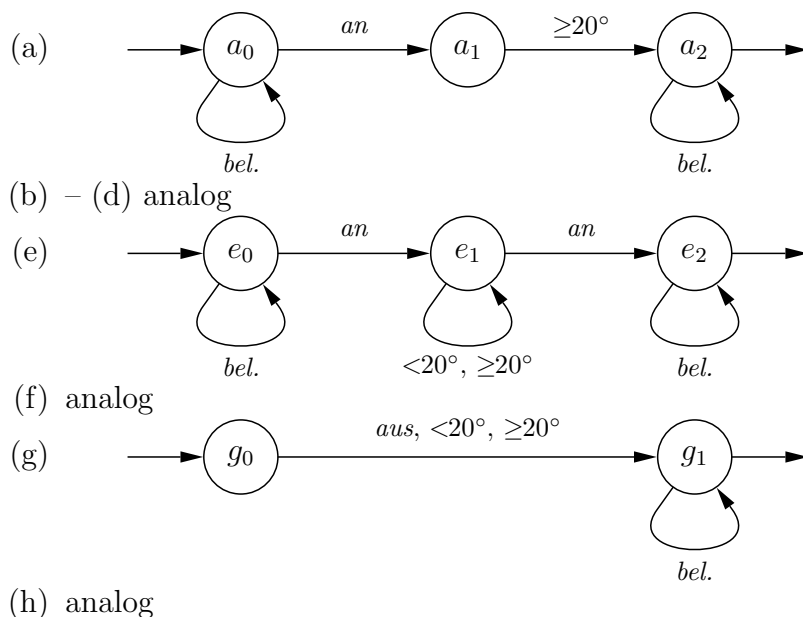 an ≥20°
(a) a₀ a₁ a₂
bel. bel.
(b) – (d) analog
an an
(e) e₀ e₁ e₂
bel. <20°, ≥20° bel.
(f) analog
aus, <20°, ≥20°
(g) g₀ g₁
bel.
(h) analog